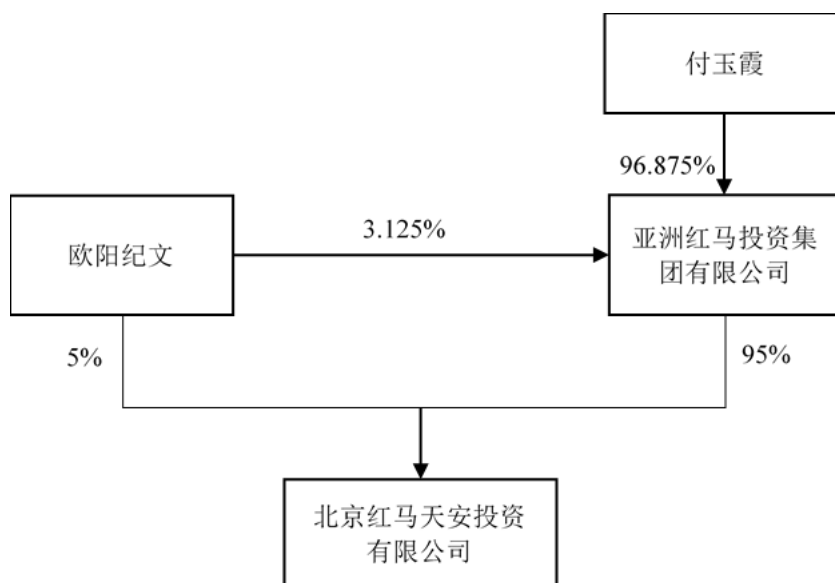 付玉霞
96.875%
欧阳纪文
3.125%
亚洲红马投资集
团有限公司
5%
95%
北京红马天安投资
有限公司